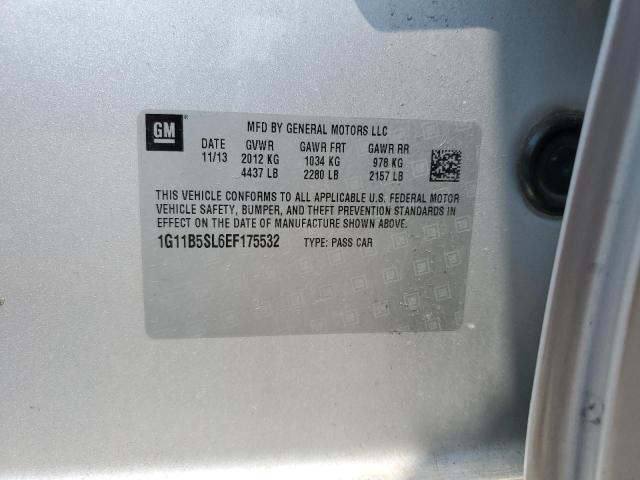 GM
MFD BY GENERAL MOTORS LLC
DATE GVWR GAWR FRT GAWR RR
11/13 2012 KG 1034 KG 978 KG
4437 LB 2280 LB 2157 LB
THIS VEHICLE CONFORMS TO ALL APPLICABLE U.S. FEDERAL MOTOR
VEHICLE SAFETY, BUMPER, AND THEFT PREVENTION STANDARDS IN
EFFECT ON THE DATE OF MANUFACTURE SHOWN ABOVE.
1G11B5SL6EF175532 TYPE: PASS CAR